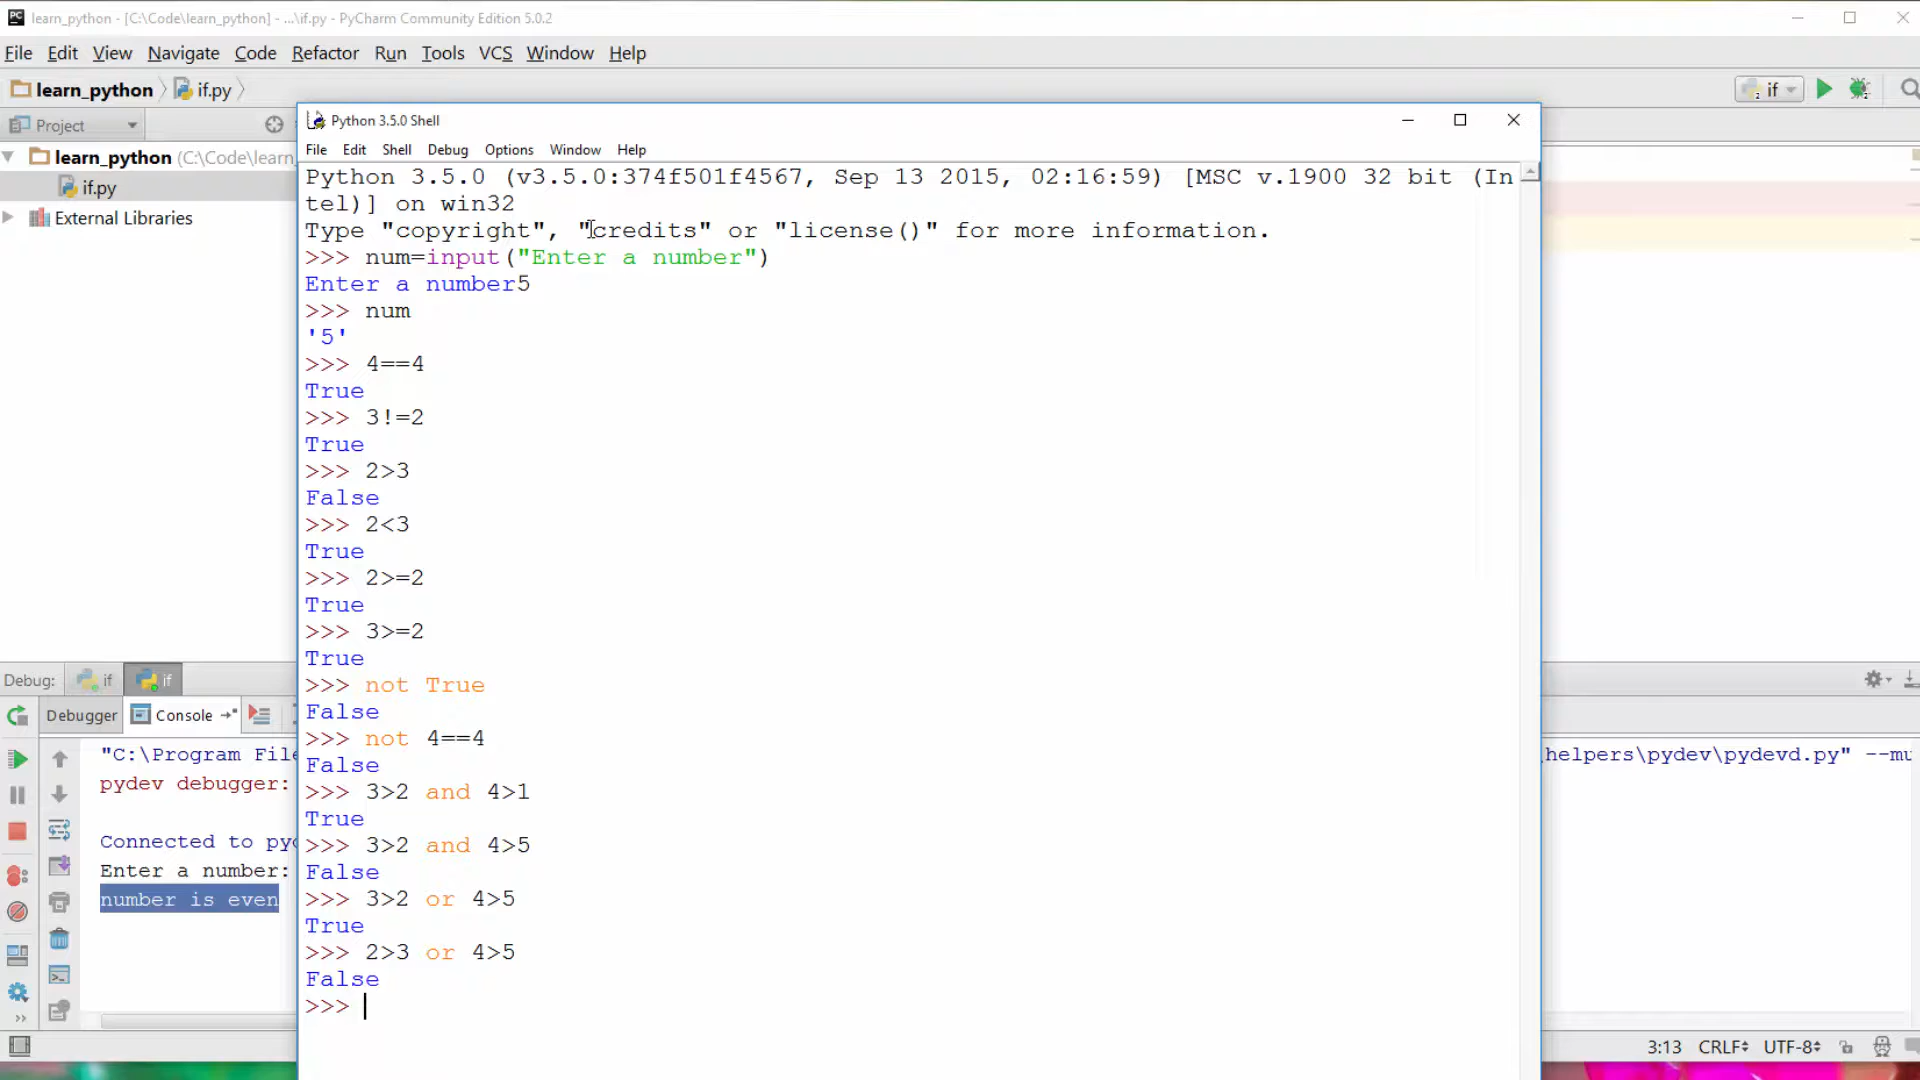 learn_python - [C:\Code\learn_python] - ...\if.py - PyCharm Community Edition 5.0.2
File Edit View Navigate Code Refactor Run Tools VCS Window Help
learn_python if.py
if
Project
learn_python (C:\Code\learn
if.py
External Libraries
Python 3.5.0 Shell
File Edit Shell Debug Options Window Help
Python 3.5.0 (v3.5.0:374f501f4567, Sep 13 2015, 02:16:59) [MSC v.1900 32 bit (In
tel)] on win32
Type "copyright", "credits" or "license()" for more information.
>>> num=input("Enter a number")
Enter a number5
>>> num
'5'
>>> 4==4
True
>>> 3!=2
True
>>> 2>3
False
>>> 2<3
True
>>> 2>=2
True
>>> 3>=2
True
>>> not True
False
>>> not 4==4
False
>>> 3>2 and 4>1
True
>>> 3>2 and 4>5
False
>>> 3>2 or 4>5
True
>>> 2>3 or 4>5
False
>>>
Debug: if if
Debugger Console
"C:\Program File
helpers\pydev\pydevd.py" --mu
pydev debugger:
Connected to pyd
Enter a number:
number is even
3:13 CRLF UTF-8